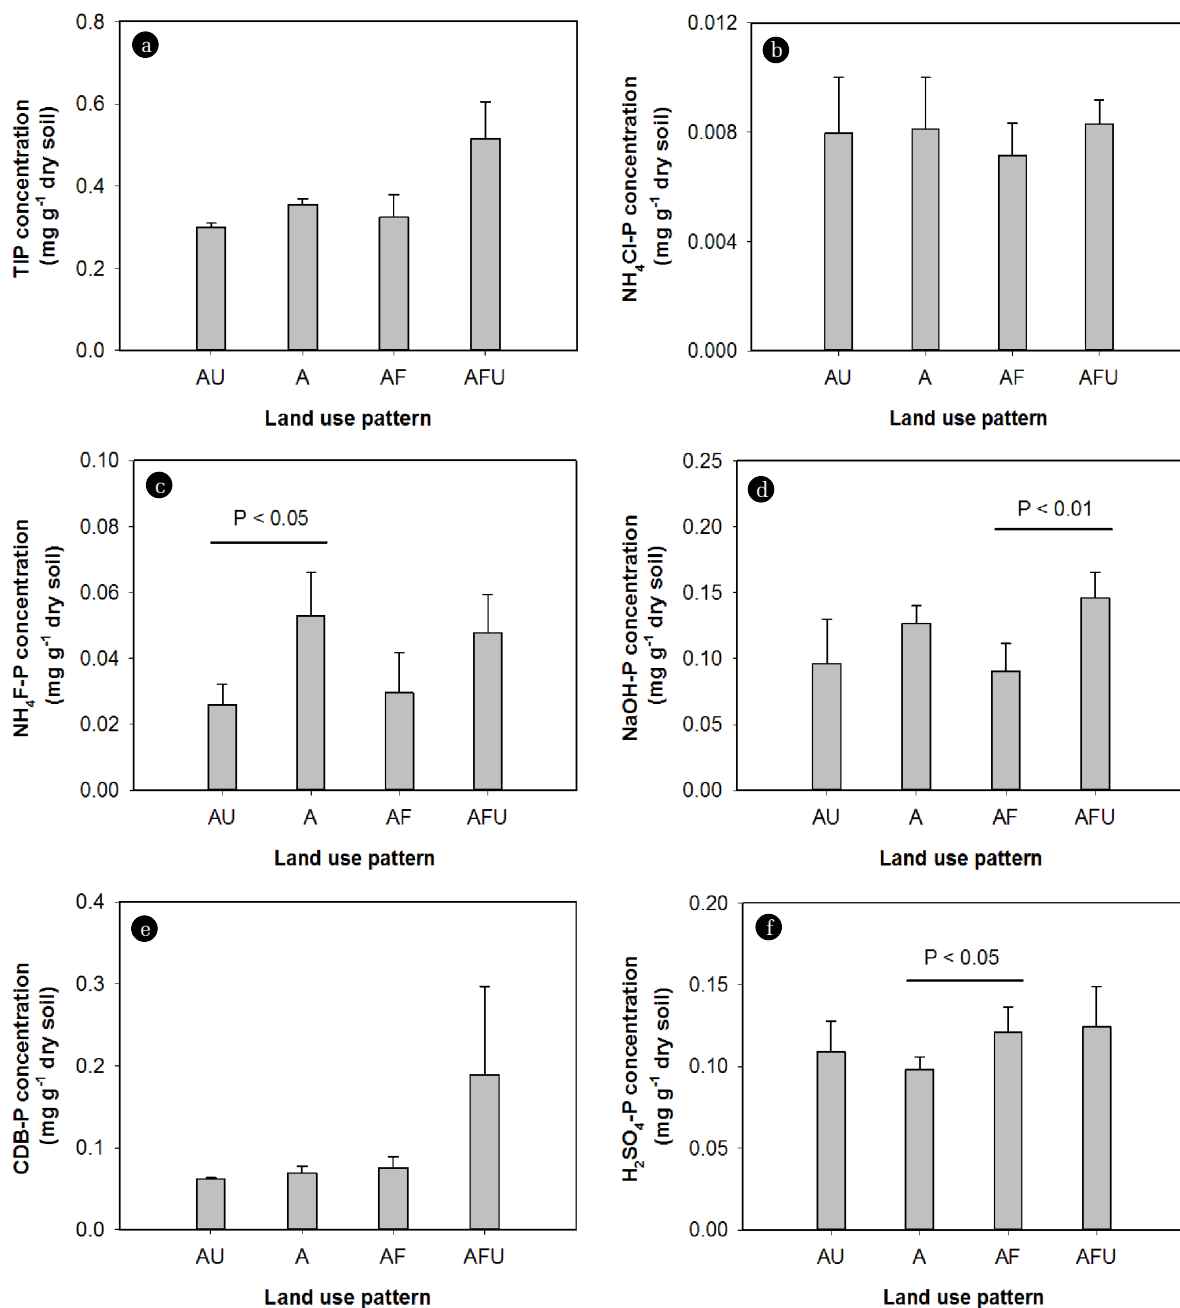 a
TIP concentration
(mg g⁻¹ dry soil)
0.8
0.6
0.4
0.2
0.0
AU A AF AFU
Land use pattern
b
NH₄Cl-P concentration
(mg g⁻¹ dry soil)
0.012
0.008
0.004
0.000
AU A AF AFU
Land use pattern
c
NH₄F-P concentration
(mg g⁻¹ dry soil)
0.10
0.08
0.06
0.04
0.02
0.00
P < 0.05
AU A AF AFU
Land use pattern
d
NaOH-P concentration
(mg g⁻¹ dry soil)
0.25
0.20
0.15
0.10
0.05
0.00
P < 0.01
AU A AF AFU
Land use pattern
e
CDB-P concentration
(mg g⁻¹ dry soil)
0.4
0.3
0.2
0.1
0.0
AU A AF AFU
Land use pattern
f
H₂SO₄-P concentration
(mg g⁻¹ dry soil)
0.20
0.15
0.10
0.05
0.00
P < 0.05
AU A AF AFU
Land use pattern